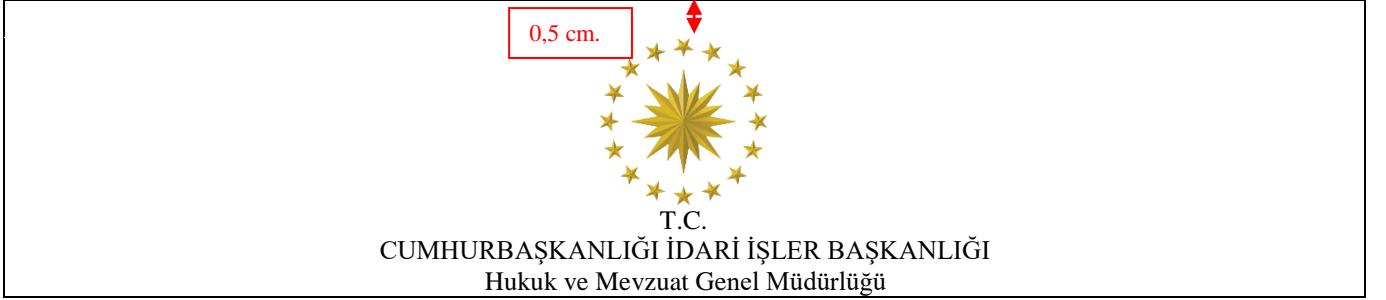 0,5 cm.
T.C.
CUMHURBAŞKANLIĞI İDARİ İŞLER BAŞKANLIĞI
Hukuk ve Mevzuat Genel Müdürlüğü